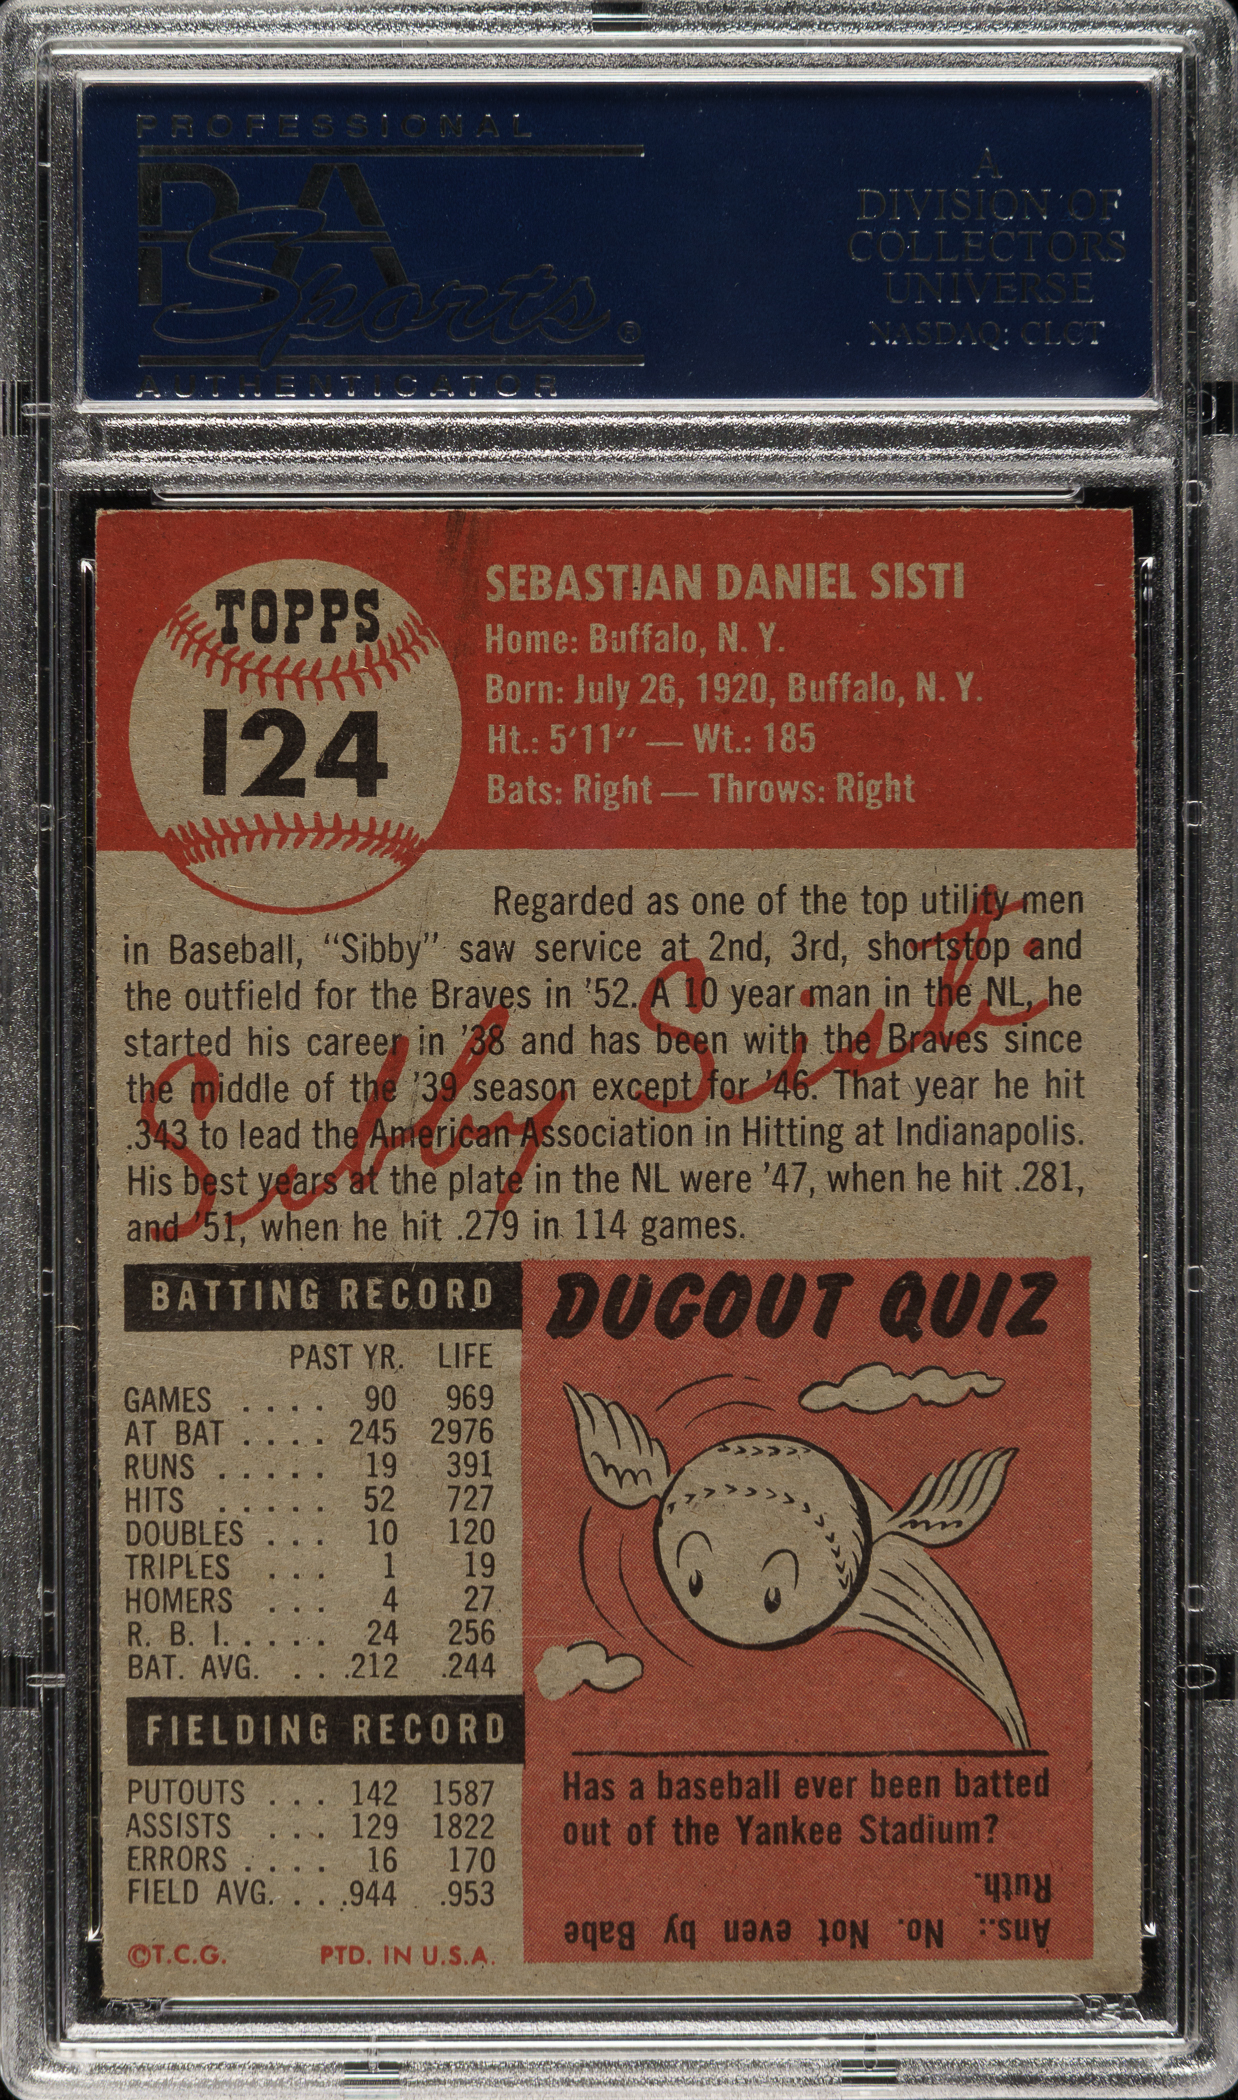 PROFESSIONAL
PSA
Sports®
AUTHENTICATOR
A
DIVISION OF
COLLECTORS
UNIVERSE
NASDAQ: CLCT
TOPPS
124
SEBASTIAN DANIEL SISTI
Home: Buffalo, N. Y.
Born: July 26, 1920, Buffalo, N. Y.
Ht.: 5'11" — Wt.: 185
Bats: Right — Throws: Right
Regarded as one of the top utility men
in Baseball, "Sibby" saw service at 2nd, 3rd, shortstop and
the outfield for the Braves in '52. A 10 year man in the NL, he
started his career in '38 and has been with the Braves since
the middle of the '39 season except for '46. That year he hit
.343 to lead the American Association in Hitting at Indianapolis.
His best years at the plate in the NL were '47, when he hit .281,
and '51, when he hit .279 in 114 games.
Sibby Sisti
BATTING RECORD
PAST YR. LIFE
GAMES . . . . 90 969
AT BAT . . . . 245 2976
RUNS . . . . . 19 391
HITS . . . . . 52 727
DOUBLES . . . 10 120
TRIPLES . . . 1 19
HOMERS . . . 4 27
R. B. I. . . . . . 24 256
BAT. AVG. . . . .212 .244
FIELDING RECORD
PUTOUTS . . . 142 1587
ASSISTS . . . 129 1822
ERRORS . . . . 16 170
FIELD AVG. . . .944 .953
©T.C.G. PTD. IN U.S.A.
DUGOUT QUIZ
Has a baseball ever been batted
out of the Yankee Stadium?
Ans.: No. Not even by Babe
Ruth.
PSA